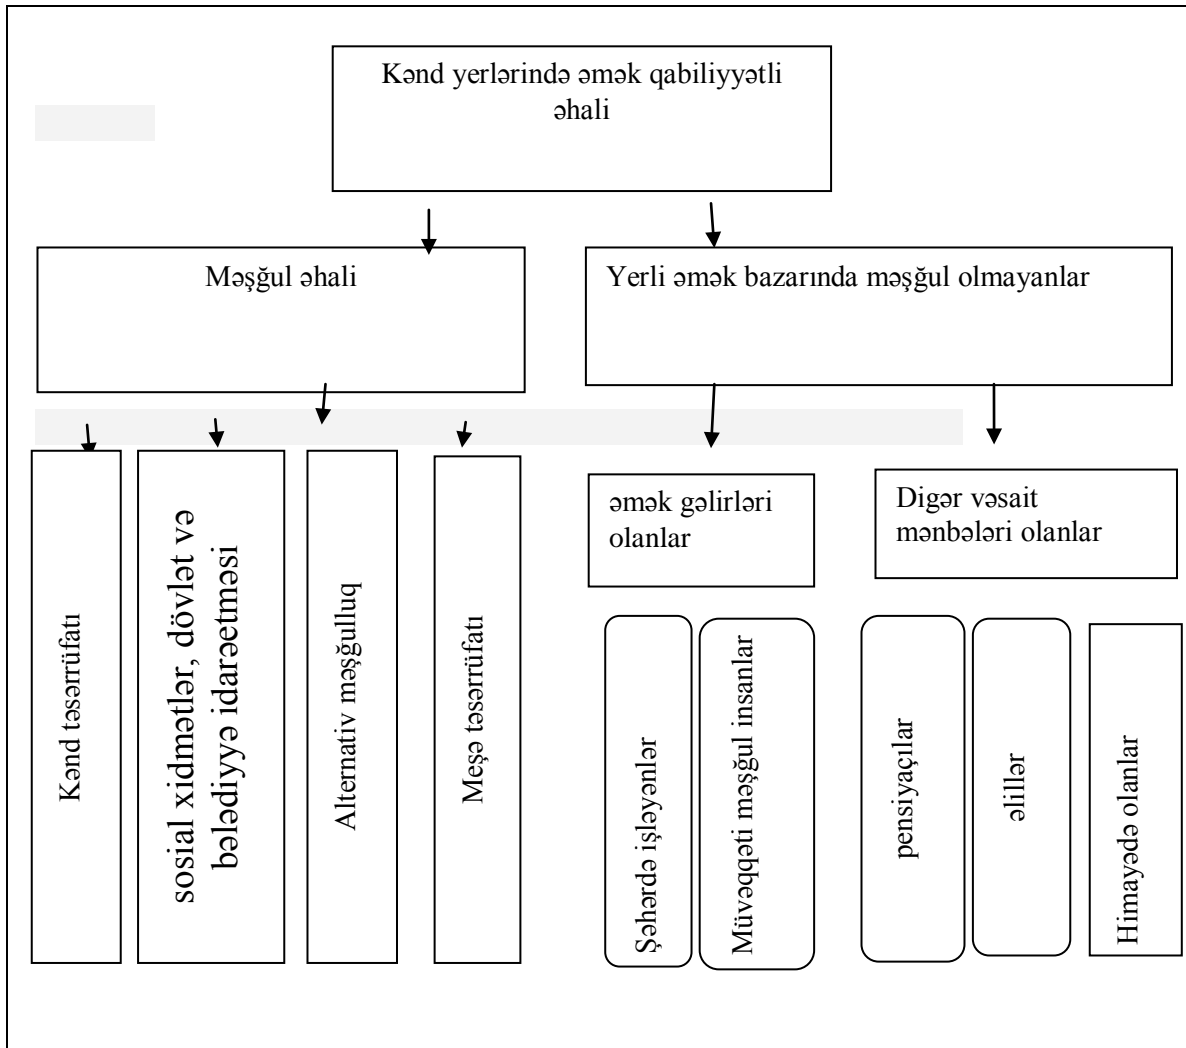 Kənd yerlərində əmək qabiliyyətli
əhali
Məşğul əhali
Yerli əmək bazarında məşğul olmayanlar
Kənd təsərrüfatı
sosial xidmətlər, dövlət və
bələdiyyə idarəetməsi
Alternativ məşğulluq
Meşə təsərrüfatı
əmək gəlirləri
olanlar
Digər vəsait
mənbələri olanlar
Şəhərdə işləyənlər
Müvəqqəti məşğul insanlar
pensiyaçılar
əlillər
Himayədə olanlar